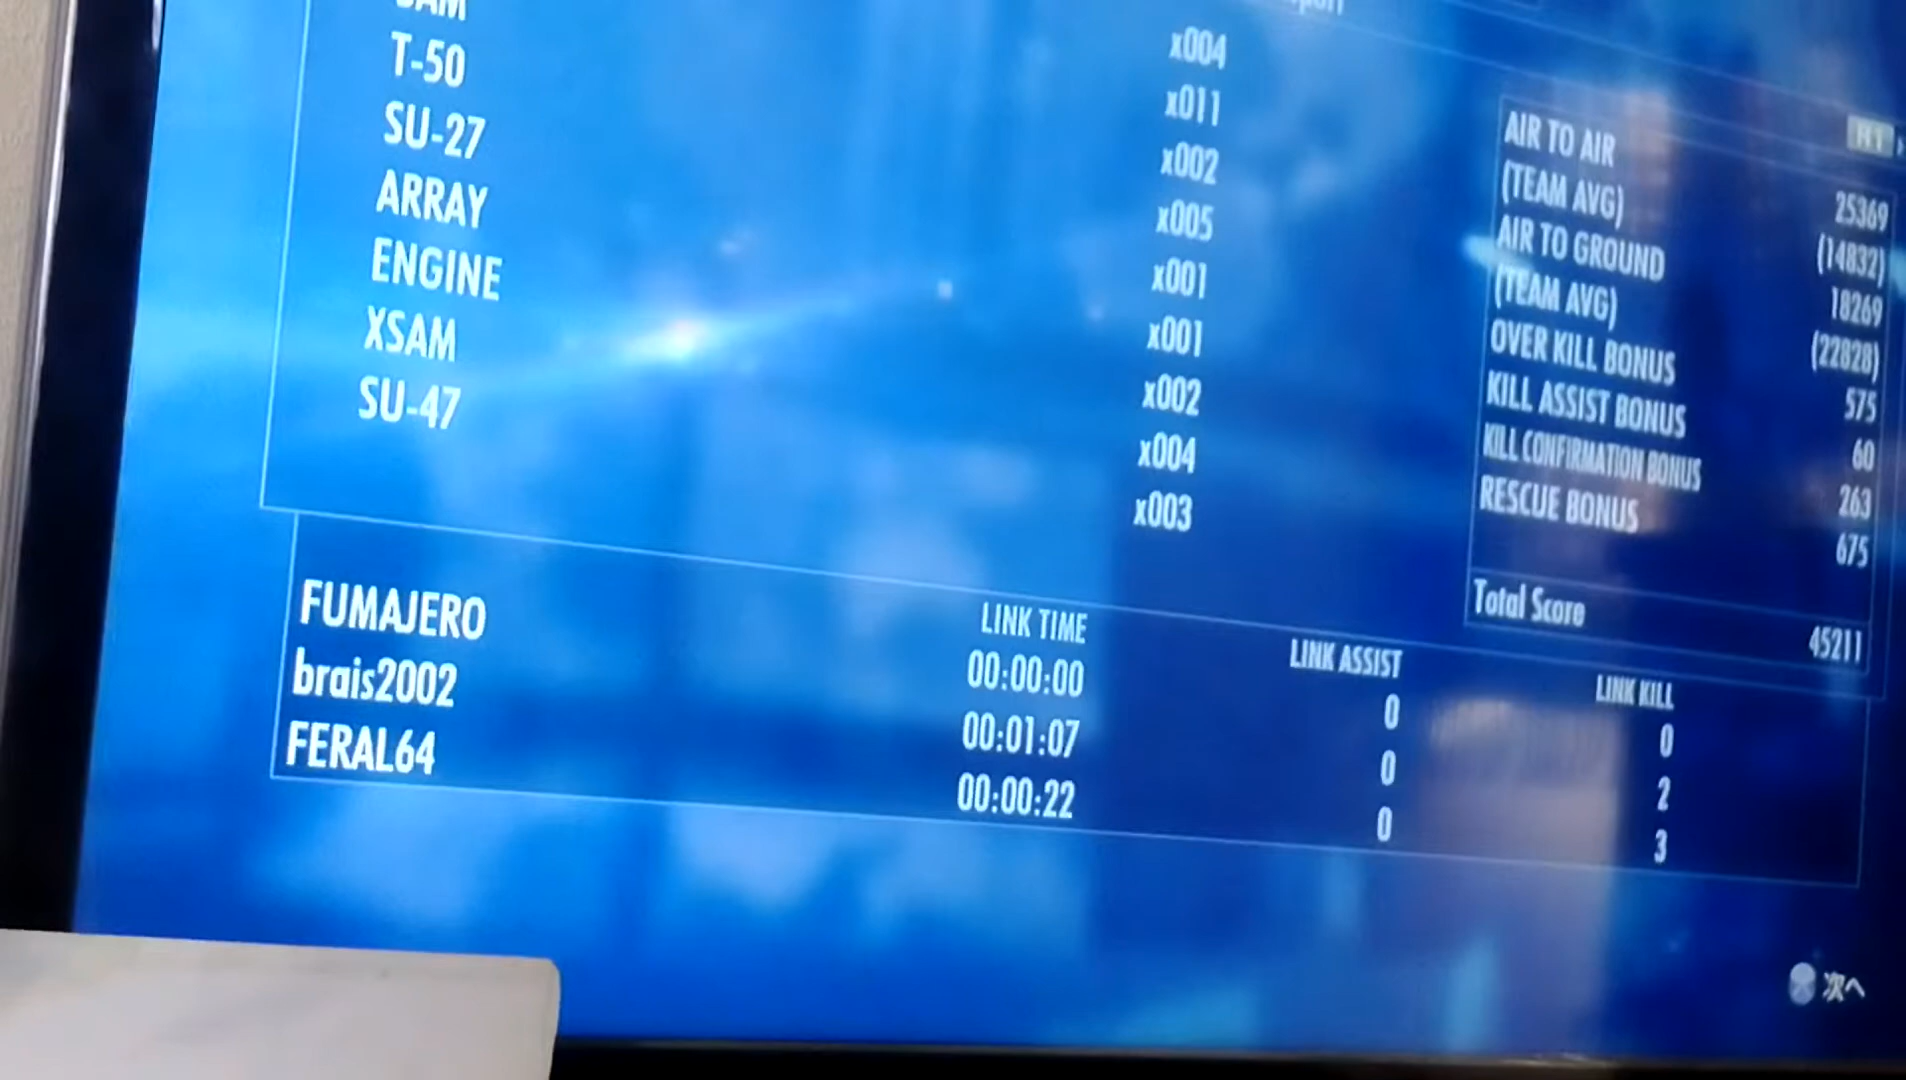 x004
x011
SAM x002
T-50 x005
SU-27 x001
ARRAY x001
ENGINE x002
XSAM x004
SU-47 x003
AIR TO AIR 25369
(TEAM AVG) (14832)
AIR TO GROUND 18269
(TEAM AVG) (22828)
OVER KILL BONUS 575
KILL ASSIST BONUS 60
KILL CONFIRMATION BONUS 263
RESCUE BONUS 675
Total Score 45211
LINK TIME LINK ASSIST LINK KILL
FUMAJERO 00:00:00 0 0
brais2002 00:01:07 0 2
FERAL64 00:00:22 0 3
次へ